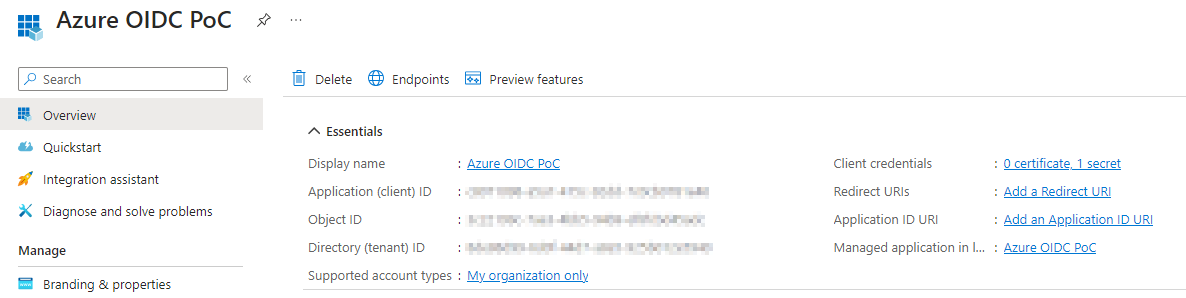 Azure OIDC PoC
Search
Overview
Quickstart
Integration assistant
Diagnose and solve problems
Manage
Branding & properties
Delete
Endpoints
Preview features
Essentials
Display name : Azure OIDC PoC
Application (client) ID :
Object ID :
Directory (tenant) ID :
Supported account types : My organization only
Client credentials : 0 certificate, 1 secret
Redirect URIs : Add a Redirect URI
Application ID URI : Add an Application ID URI
Managed application in l... : Azure OIDC PoC